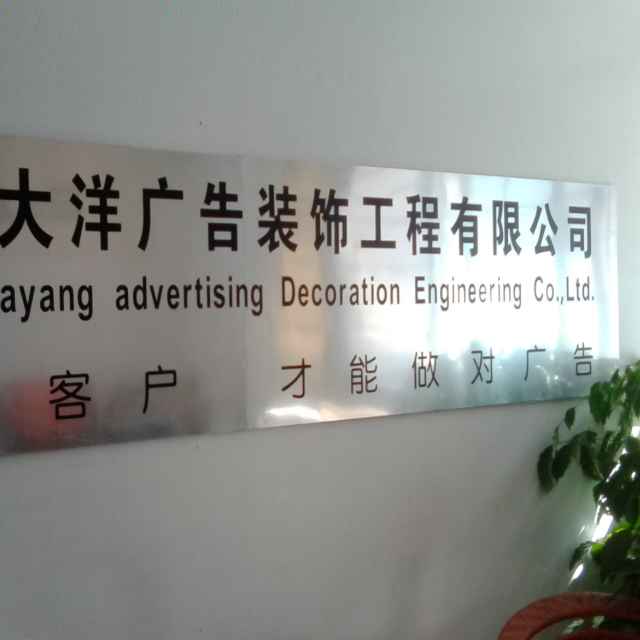 大洋广告装饰工程有限公司
ayang advertising Decoration Engineering Co.,Ltd.
客户 才能做对广告